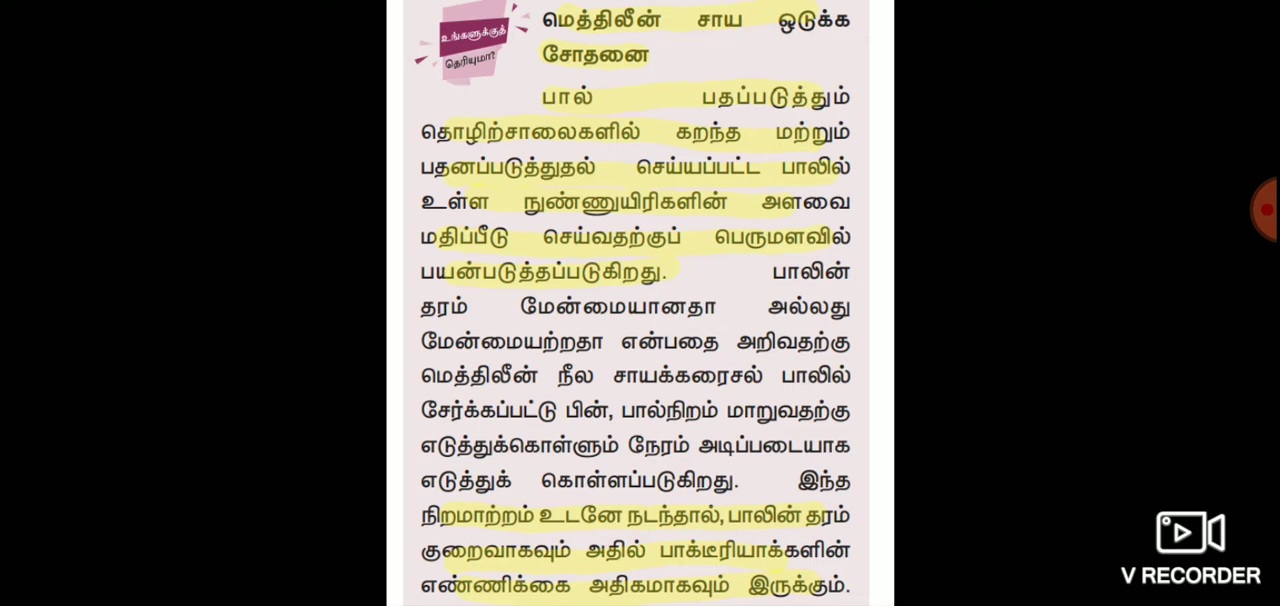 உங்களுக்குத்
தெரியுமா?
மெத்திலீன் சாய ஒடுக்க
சோதனை
பால் பதப்படுத்தும்
தொழிற்சாலைகளில் கறந்த மற்றும்
பதனப்படுத்துதல் செய்யப்பட்ட பாலில்
உள்ள நுண்ணுயிரிகளின் அளவை
மதிப்பீடு செய்வதற்குப் பெருமளவில்
பயன்படுத்தப்படுகிறது. பாலின்
தரம் மேன்மையானதா அல்லது
மேன்மையற்றதா என்பதை அறிவதற்கு
மெத்திலீன் நீல சாயக்கரைசல் பாலில்
சேர்க்கப்பட்டு பின், பால்நிறம் மாறுவதற்கு
எடுத்துக்கொள்ளும் நேரம் அடிப்படையாக
எடுத்துக் கொள்ளப்படுகிறது. இந்த
நிறமாற்றம் உடனே நடந்தால், பாலின் தரம்
குறைவாகவும் அதில் பாக்டீரியாக்களின்
எண்ணிக்கை அதிகமாகவும் இருக்கும்.
V RECORDER